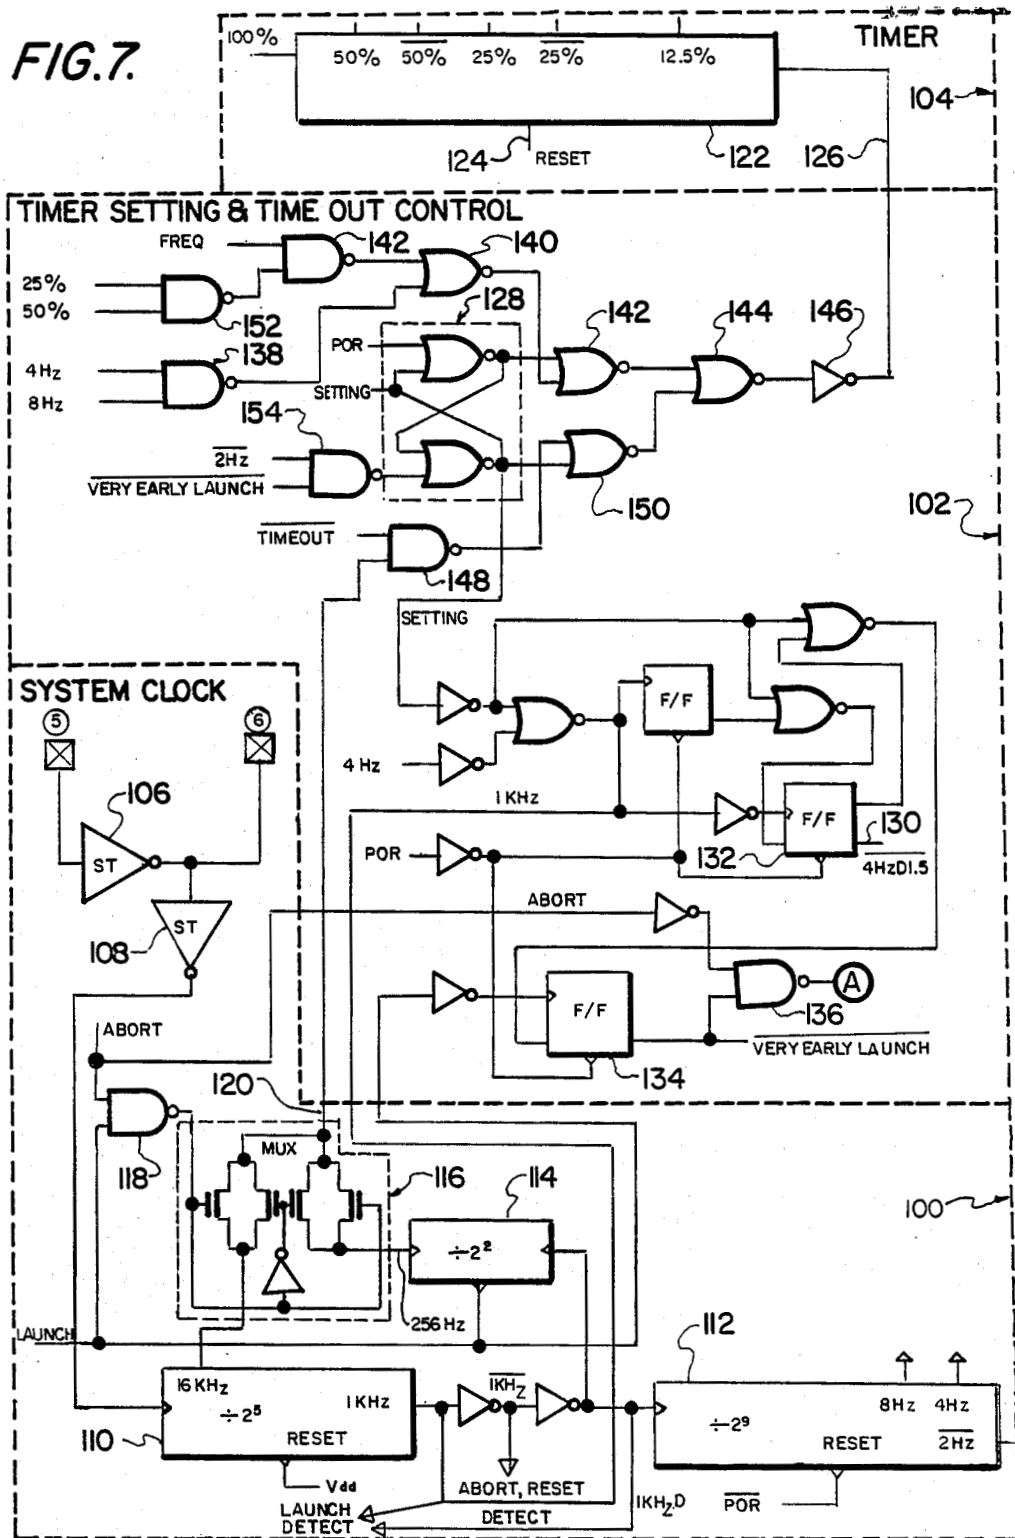 FIG. 7.
TIMER
100%
50% 50% 25% 25% 12.5%
104
124
RESET
122
126
TIMER SETTING & TIME OUT CONTROL
FREQ
142
140
25%
50%
152
128
138
POR
142
144
146
4Hz
8Hz
SETTING
154
2Hz
VERY EARLY LAUNCH
150
102
TIMEOUT
148
SETTING
SYSTEM CLOCK
5
6
F/F
4 Hz
106
1 KHz
ST
F/F
130
POR
132
4HzD1.5
ST
108
ABORT
F/F
A
136
ABORT
VERY EARLY LAUNCH
120
134
MUX
118
116
114
100
÷2²
256 Hz
LAUNCH
112
16 KHz
1KHz
8Hz 4Hz
1 KHz
÷2⁵
÷2⁹
110
RESET
RESET
2Hz
Vdd
ABORT, RESET
DETECT
1KHzD
POR
LAUNCH
DETECT